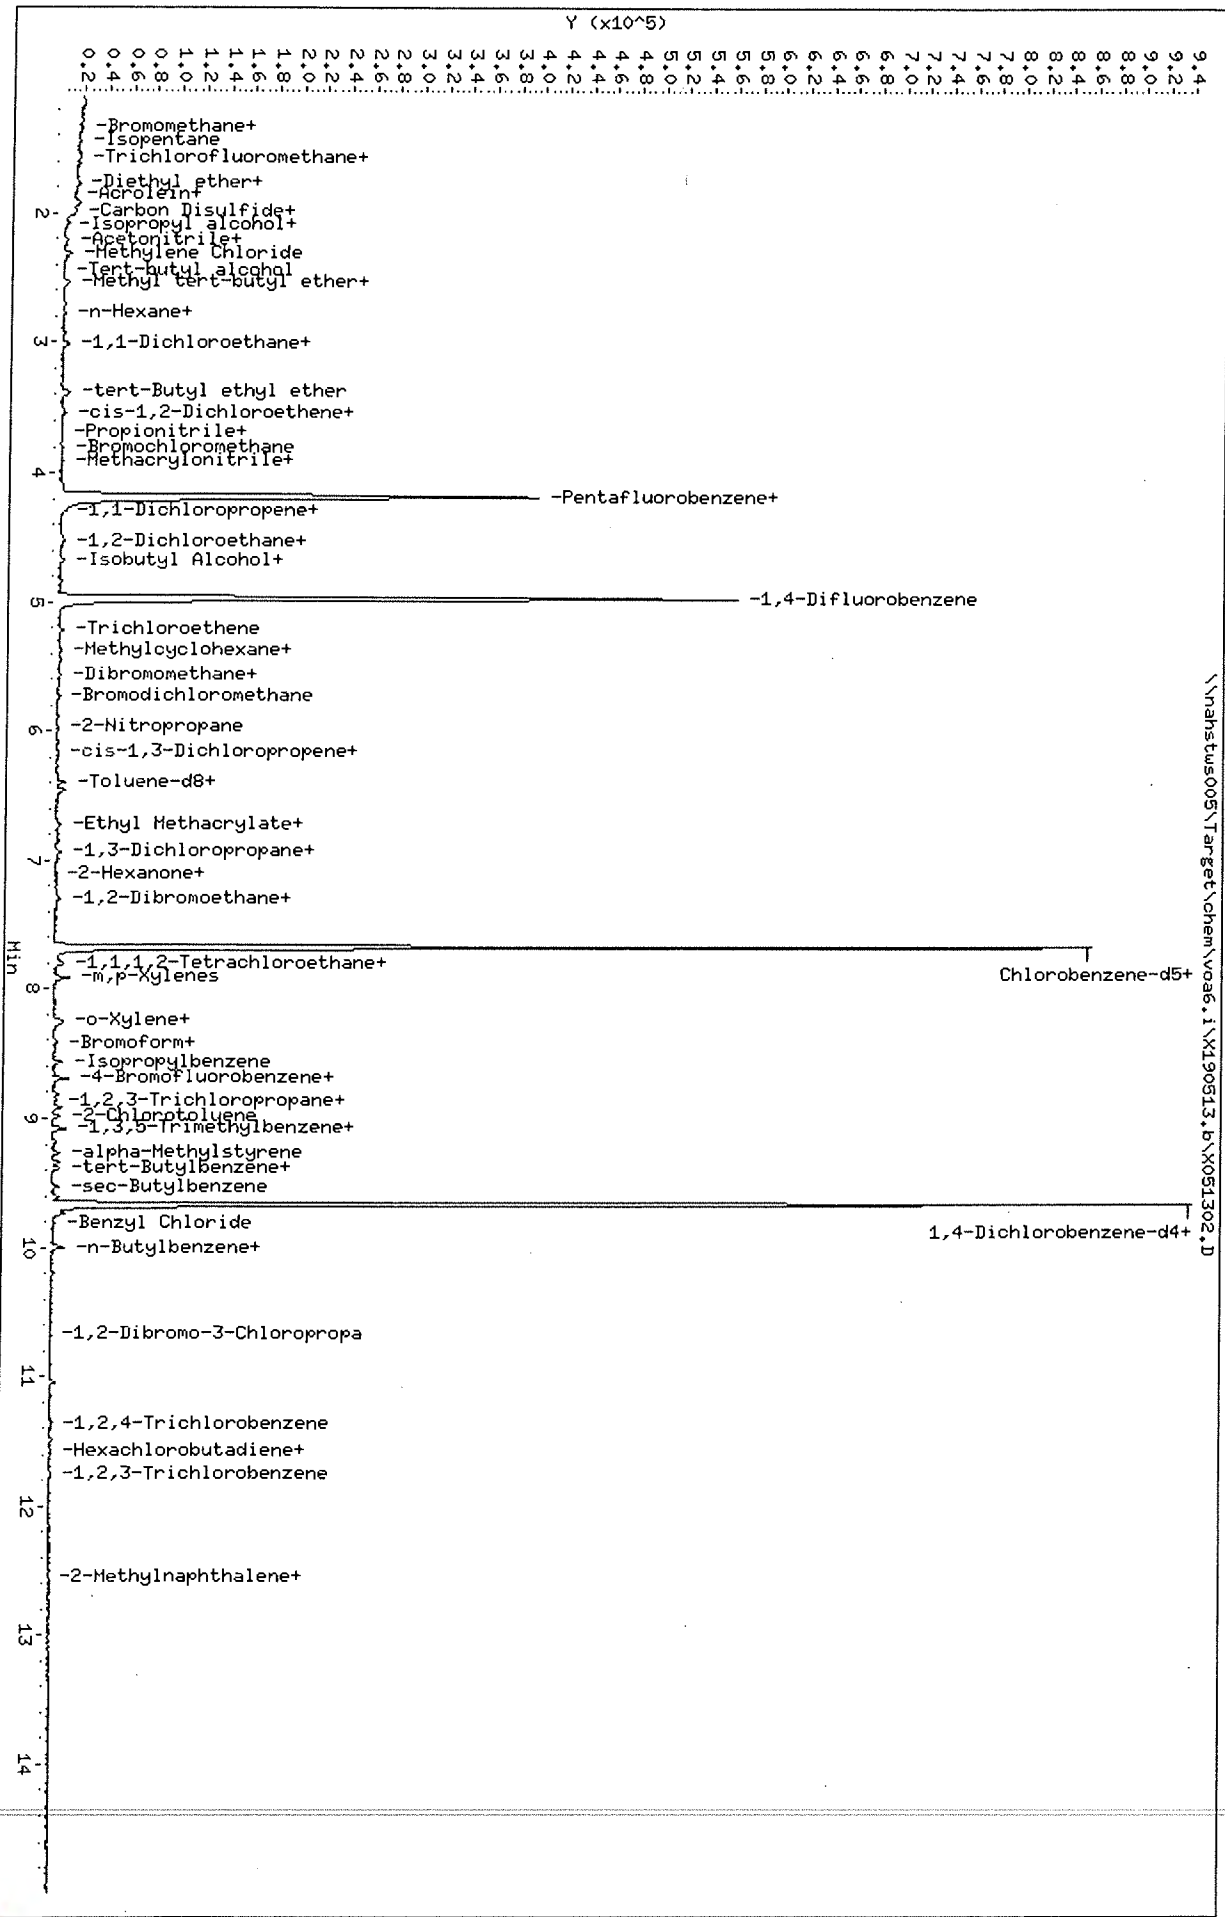 Y (x10^5)
0.2
0.4
0.6
0.8
1.0
1.2
1.4
1.6
1.8
2.0
2.2
2.4
2.6
2.8
3.0
3.2
3.4
3.6
3.8
4.0
4.2
4.4
4.6
4.8
5.0
5.2
5.4
5.6
5.8
6.0
6.2
6.4
6.6
6.8
7.0
7.2
7.4
7.6
7.8
8.0
8.2
8.4
8.6
8.8
9.0
9.2
9.4
-Bromomethane+
-Isopentane
-Trichlorofluoromethane+
-Diethyl ether+
-Acrolein+
-Carbon Disulfide+
2
-Isopropyl alcohol+
-Acetonitrile+
-Methylene Chloride
-Tert-butyl alcohol
-Methyl tert-butyl ether+
-n-Hexane+
3
-1,1-Dichloroethane+
-tert-Butyl ethyl ether
-cis-1,2-Dichloroethene+
-Propionitrile+
-Bromochloromethane
-Methacrylonitrile+
4
-Pentafluorobenzene+
-1,1-Dichloropropene+
-1,2-Dichloroethane+
-Isobutyl Alcohol+
5
-1,4-Difluorobenzene
-Trichloroethene
-Methylcyclohexane+
-Dibromomethane+
-Bromodichloromethane
-2-Nitropropane
6
-cis-1,3-Dichloropropene+
-Toluene-d8+
-Ethyl Methacrylate+
-1,3-Dichloropropane+
7
-2-Hexanone+
-1,2-Dibromoethane+
Min
-1,1,1,2-Tetrachloroethane+
-m,p-Xylenes
Chlorobenzene-d5+
8
-o-Xylene+
-Bromoform+
-Isopropylbenzene
-4-Bromofluorobenzene+
-1,2,3-Trichloropropane+
-2-Chlorotoluene
9
-1,3,5-Trimethylbenzene+
-alpha-Methylstyrene
-tert-Butylbenzene+
-sec-Butylbenzene
-Benzyl Chloride
1,4-Dichlorobenzene-d4+
10
-n-Butylbenzene+
-1,2-Dibromo-3-Chloropropa
11
-1,2,4-Trichlorobenzene
-Hexachlorobutadiene+
-1,2,3-Trichlorobenzene
12
-2-Methylnaphthalene+
13
14
\\nahstws005\Target\chem\voa6.i\X190513.b\X051302.D